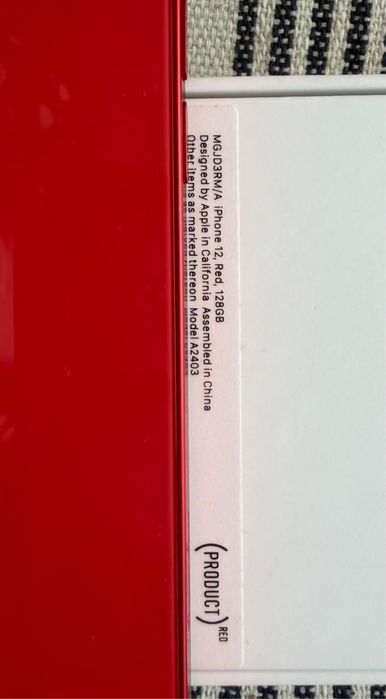 MGJD3RM/A iPhone 12, Red, 128GB
Designed by Apple in California Assembled in China
Other items as marked thereon Model A2403
(PRODUCT)RED